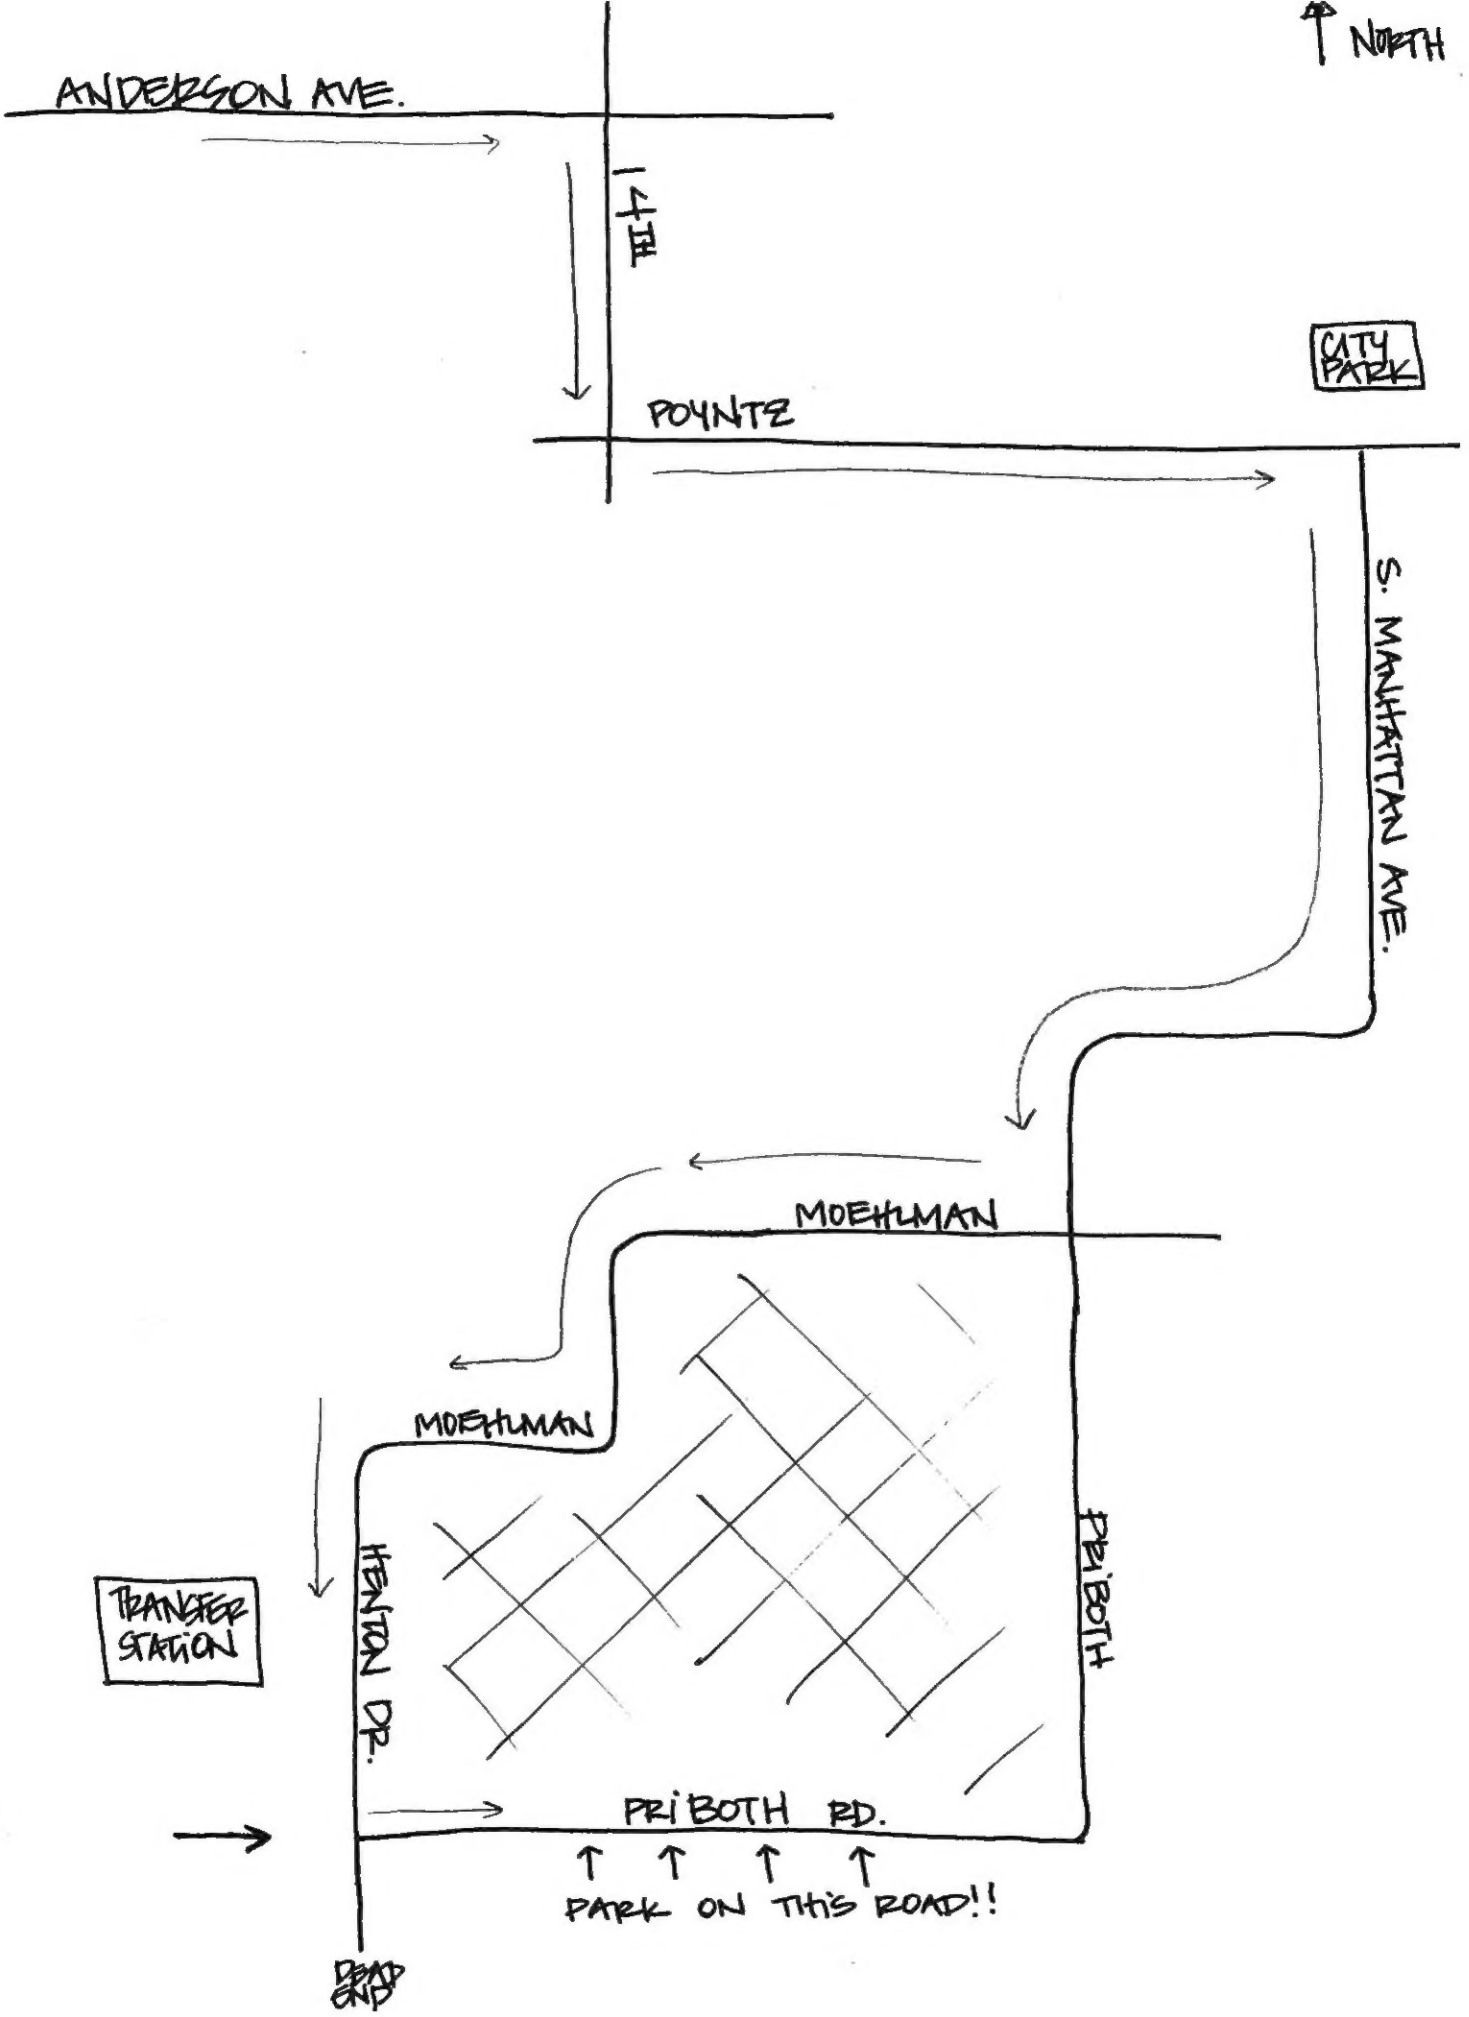 NORTH
ANDERSON AVE.
14TH
CITY
PARK
POYNTZ
S. MANHATTAN AVE.
MOEHLMAN
MOEHLMAN
PRiBOTH
HENTON DR.
TRANSFER
STATiON
PRiBOTH RD.
PARK ON THiS ROAD!!
DEAD
END